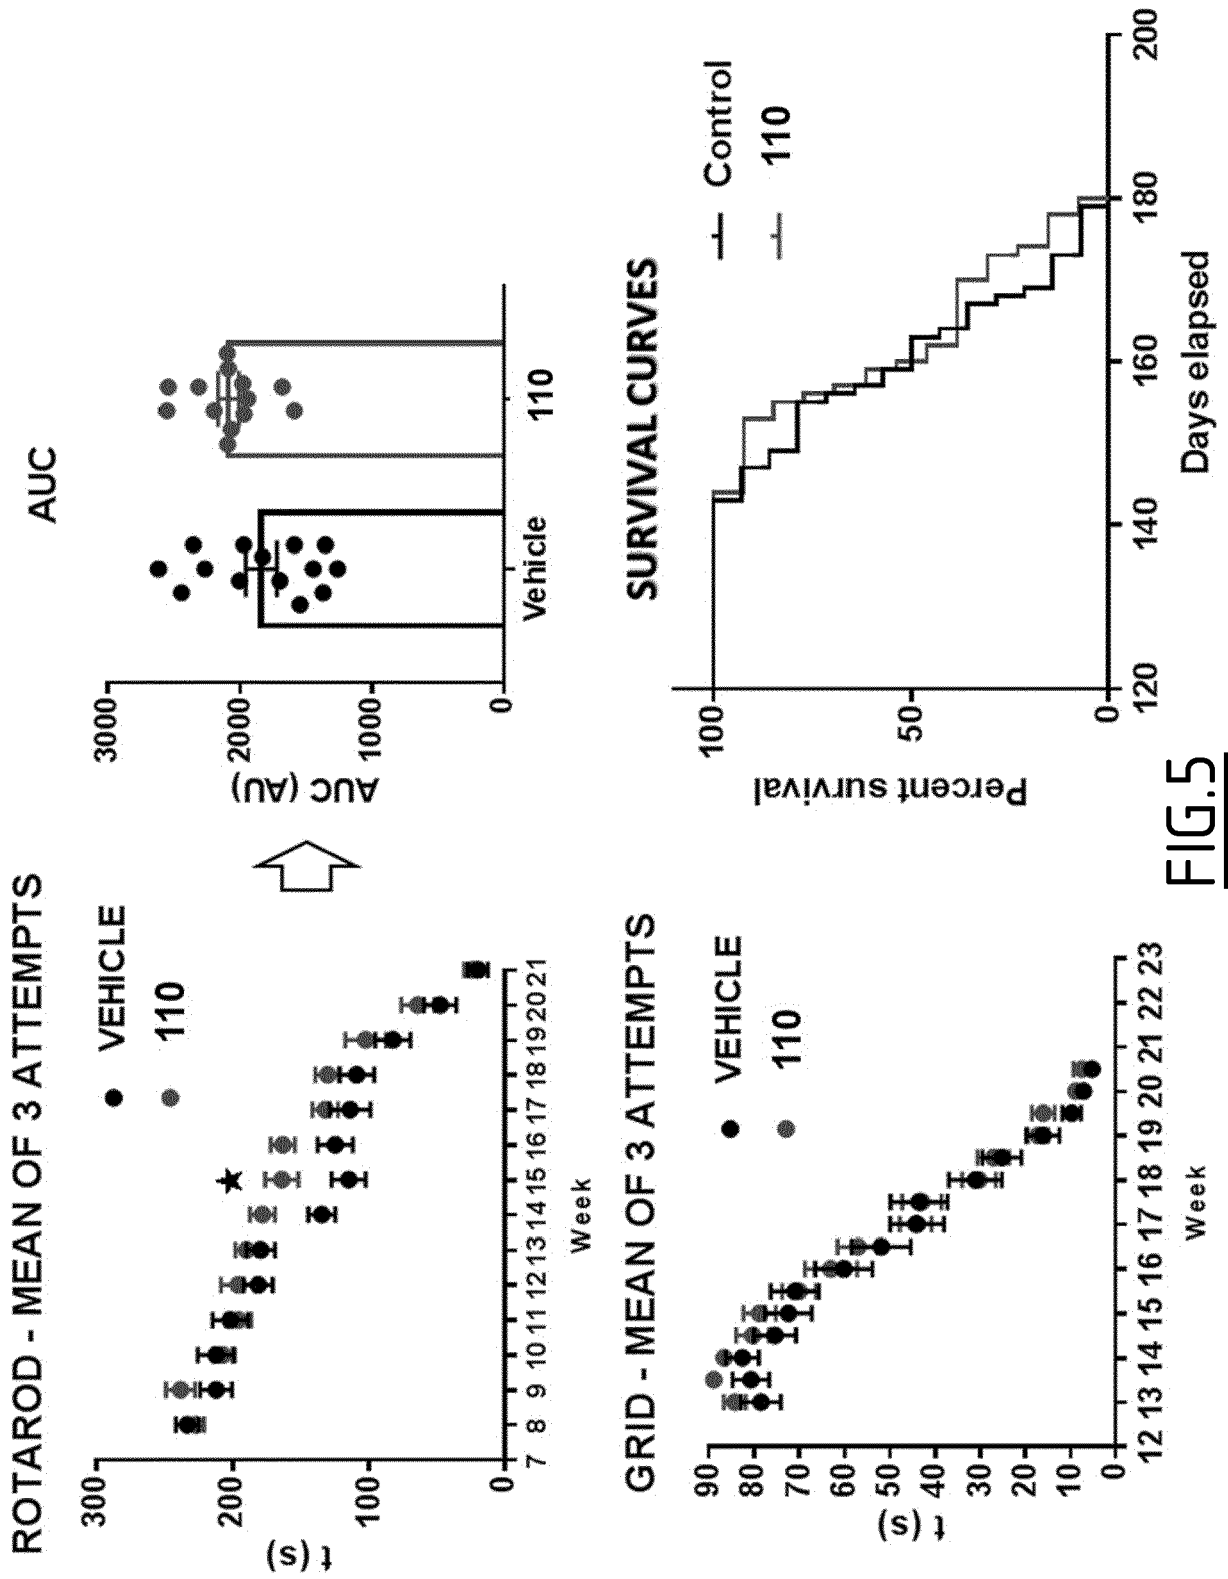 ROTAROD - MEAN OF 3 ATTEMPTS
300
200
100
0
t (s)
7 8 9 10 11 12 13 14 15 16 17 18 19 20 21
Week
VEHICLE
110
AUC
3000
2000
1000
0
AUC (AU)
Vehicle
110
GRID - MEAN OF 3 ATTEMPTS
90
80
70
60
50
40
30
20
10
0
t (s)
12 13 14 15 16 17 18 19 20 21 22 23
Week
VEHICLE
110
SURVIVAL CURVES
100
50
0
Percent survival
120 140 160 180 200
Days elapsed
Control
110
FIG.5